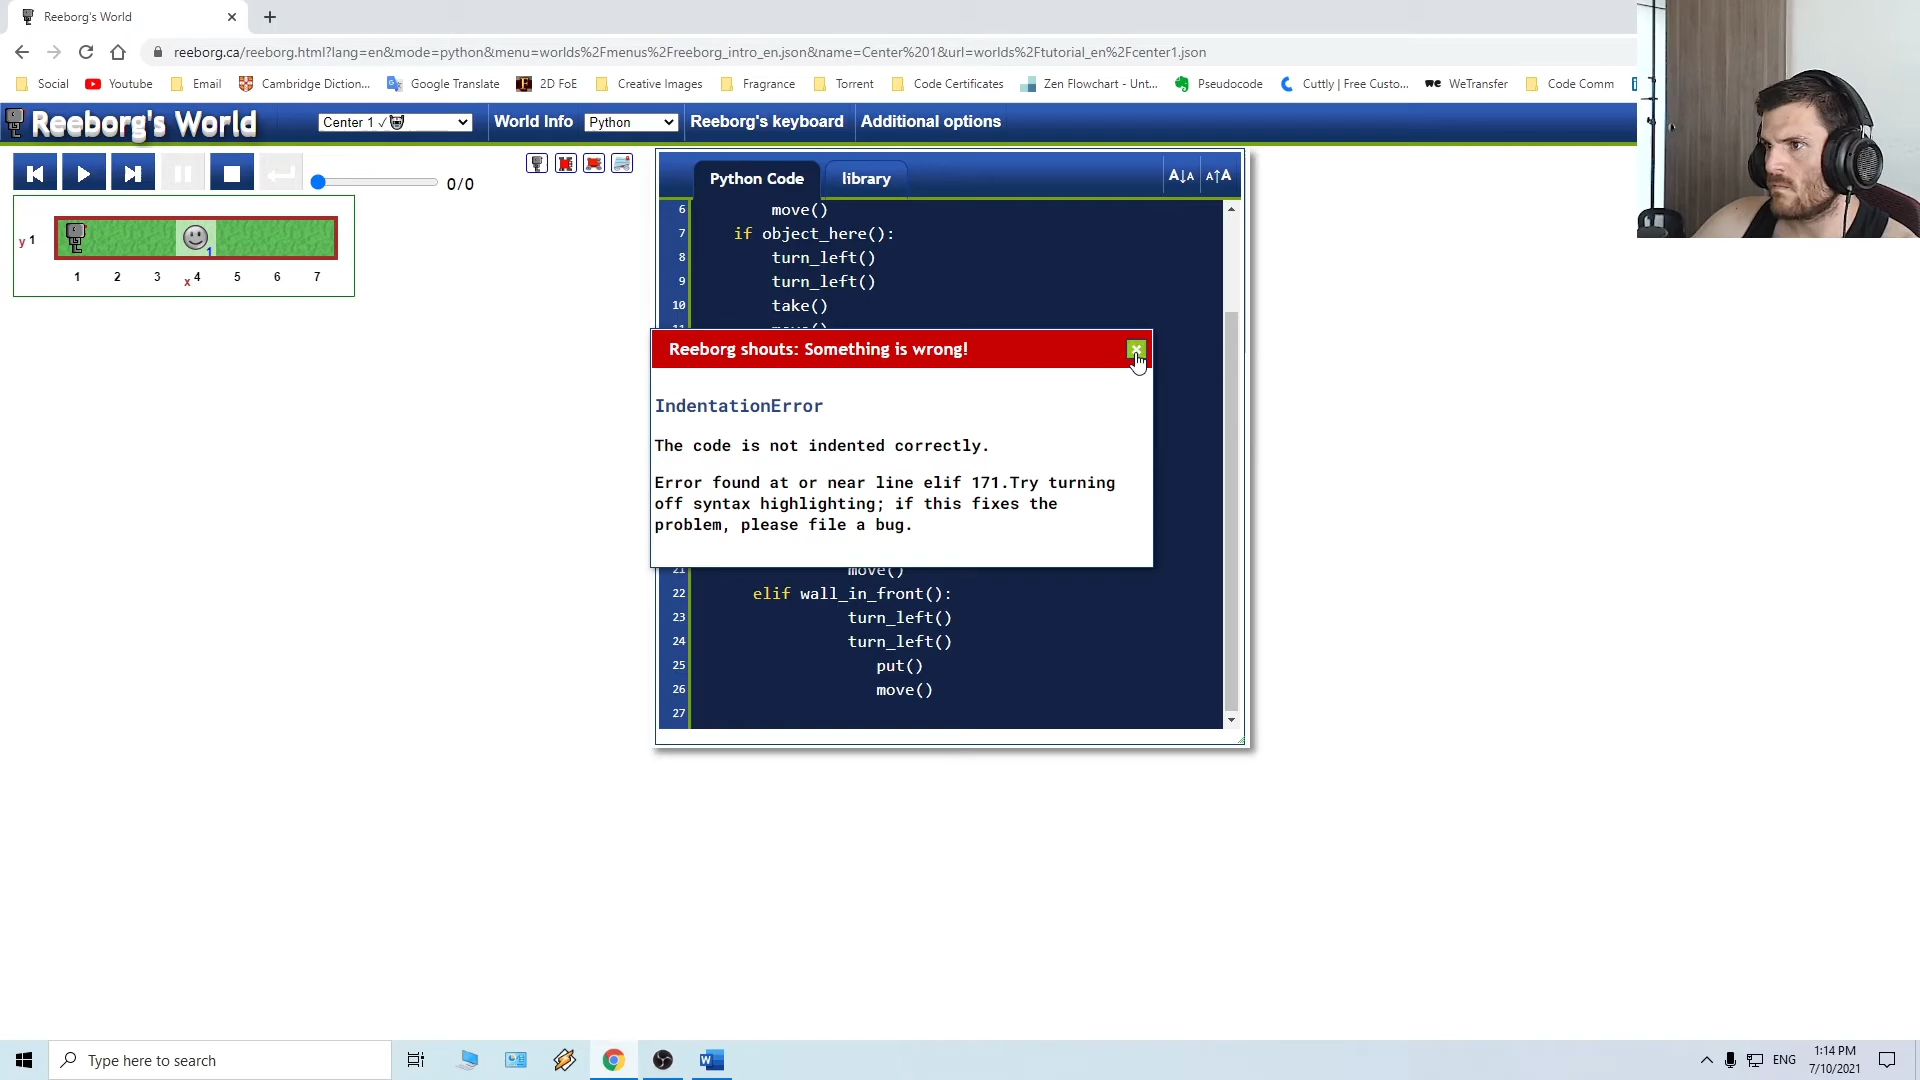 Reeborg's World
reeborg.ca/reeborg.html?lang=en&mode=python&menu=worlds%2Fmenus%2Freeborg_intro_en.json&name=Center%201&url=worlds%2Ftutorial_en%2Fcenter1.json
Social Youtube Email Cambridge Diction... Google Translate 2D FoE Creative Images Fragrance Torrent Code Certificates Zen Flowchart - Unt... Pseudocode Cuttly | Free Custo... WeTransfer Code Comm
Reeborg's World Center 1 ✓ World Info Python Reeborg's keyboard Additional options
0/0
Python Code library A↓A A↑A
y 1
1
1 2 3 x 4 5 6 7
6 move()
7 if object_here():
8 turn_left()
9 turn_left()
10 take()
Reeborg shouts: Something is wrong!
IndentationError
The code is not indented correctly.
Error found at or near line elif 171.Try turning
off syntax highlighting; if this fixes the
problem, please file a bug.
21 move()
22 elif wall_in_front():
23 turn_left()
24 turn_left()
25 put()
26 move()
27
Type here to search
W
ENG
1:14 PM
7/10/2021